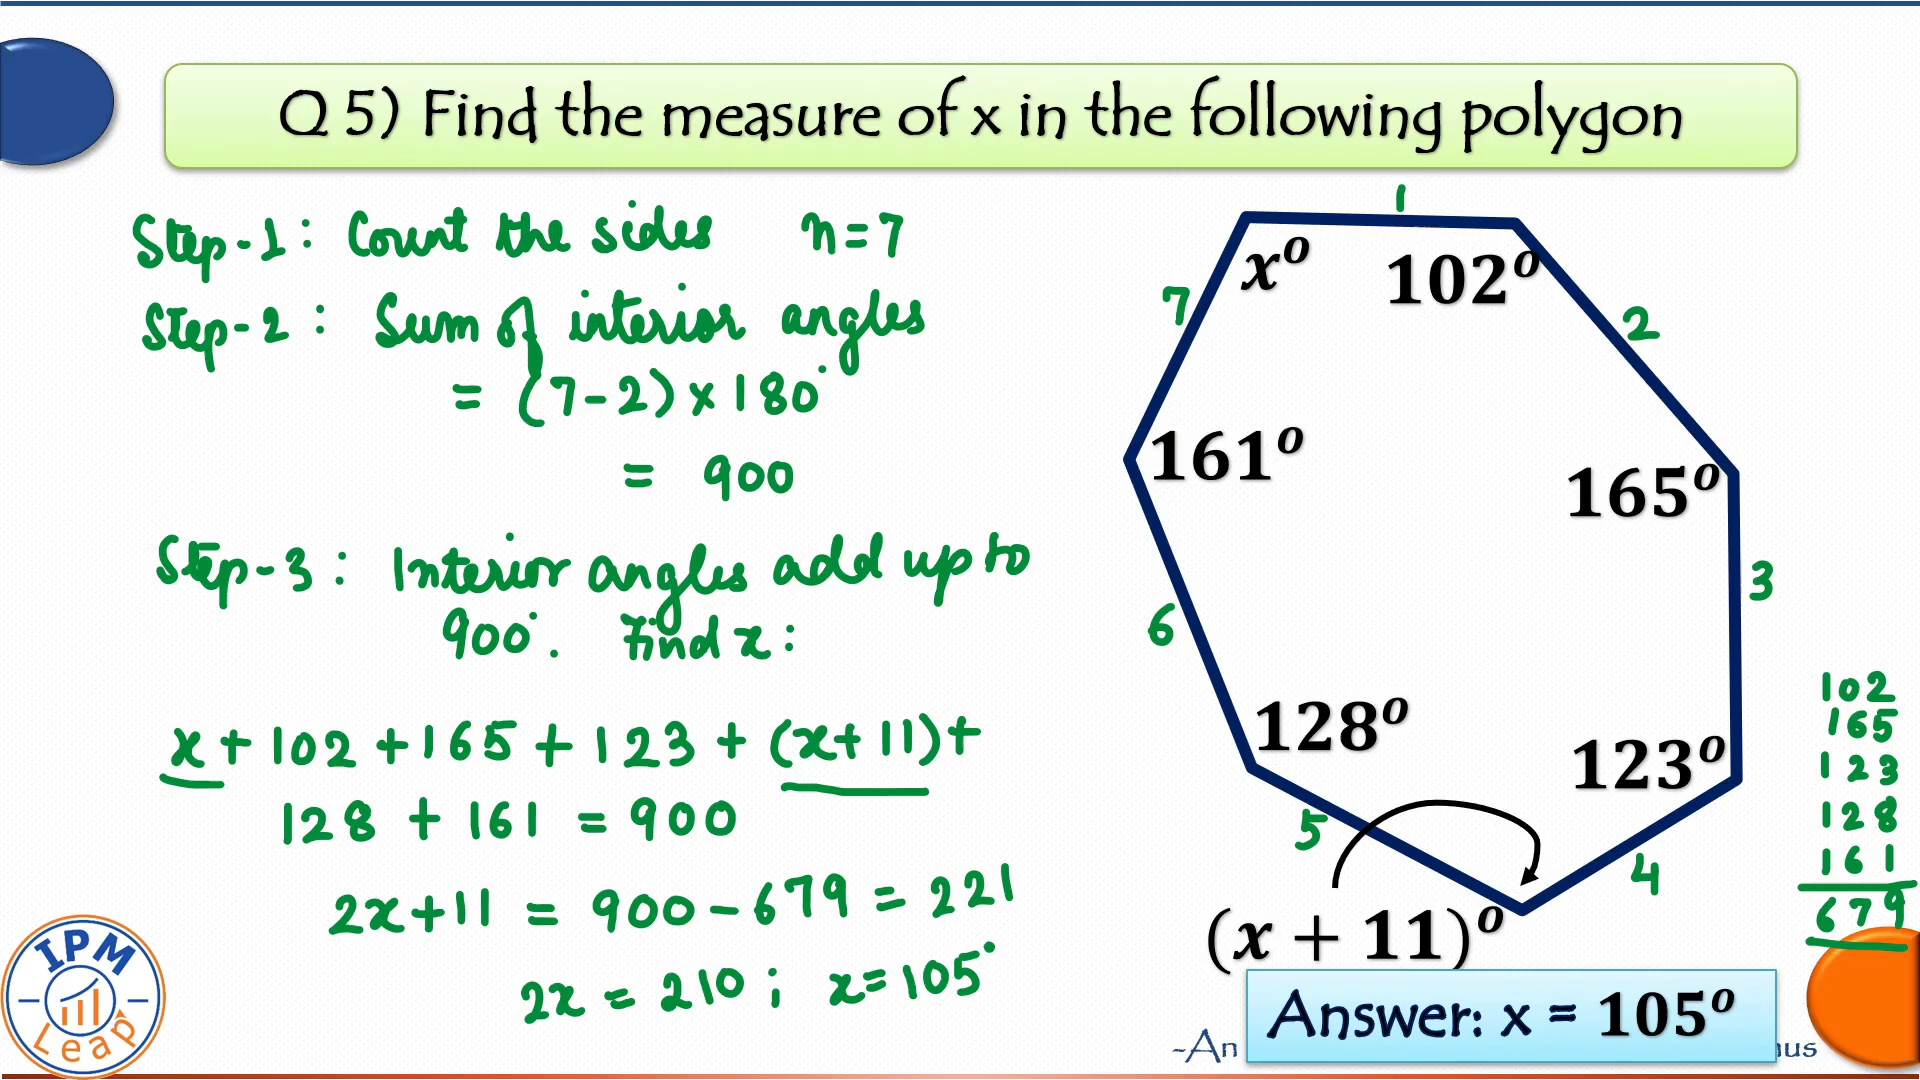 Q 5) Find the measure of x in the following polygon
Step-1: Count the sides n=7
Step-2: Sum of interior angles
= (7-2) x 180°
= 900
Step-3: Interior angles add up to
900°. Find x:
x + 102 + 165 + 123 + (x+11) +
128 + 161 = 900
2x+11 = 900 - 679 = 221
2x = 210 ; x=105°
1
x° 102°
7
2
161°
165°
3
6
128°
123°
5
4
(x + 11)°
102
165
123
128
161
679
Answer: x = 105°
-An
nus
IPM
Leap